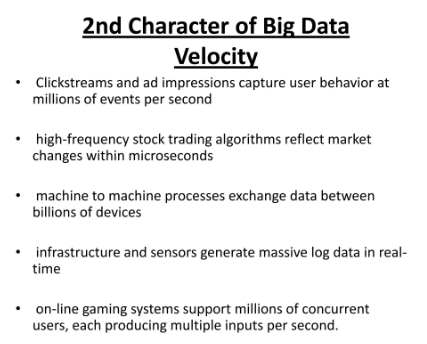 2nd Character of Big Data
Velocity
• Clickstreams and ad impressions capture user behavior at
millions of events per second
• high-frequency stock trading algorithms reflect market
changes within microseconds
• machine to machine processes exchange data between
billions of devices
• infrastructure and sensors generate massive log data in real-
time
• on-line gaming systems support millions of concurrent
users, each producing multiple inputs per second.